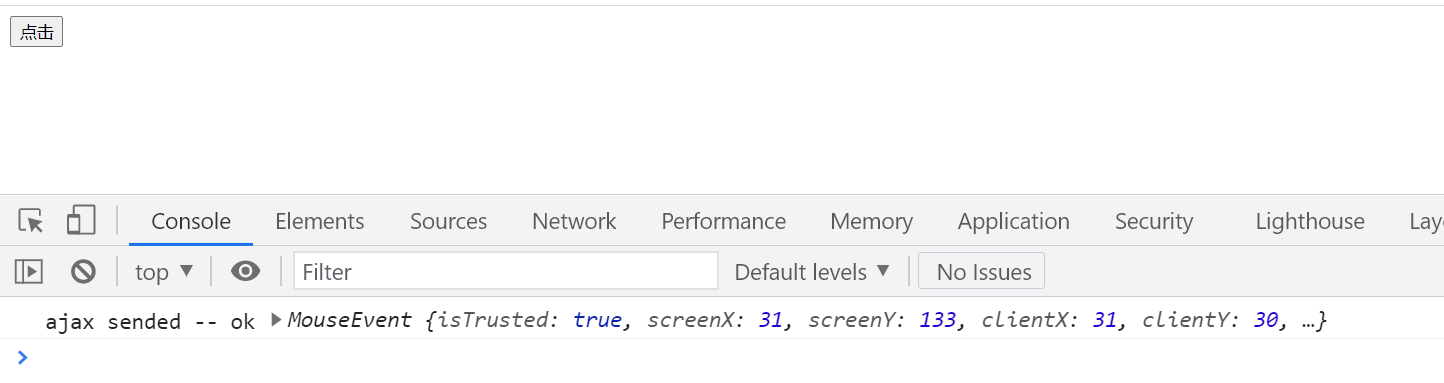 点击
Console Elements Sources Network Performance Memory Application Security Lighthouse Lay
top ▼ Filter Default levels ▼ No Issues
ajax sended -- ok ▶MouseEvent {isTrusted: true, screenX: 31, screenY: 133, clientX: 31, clientY: 30, …}